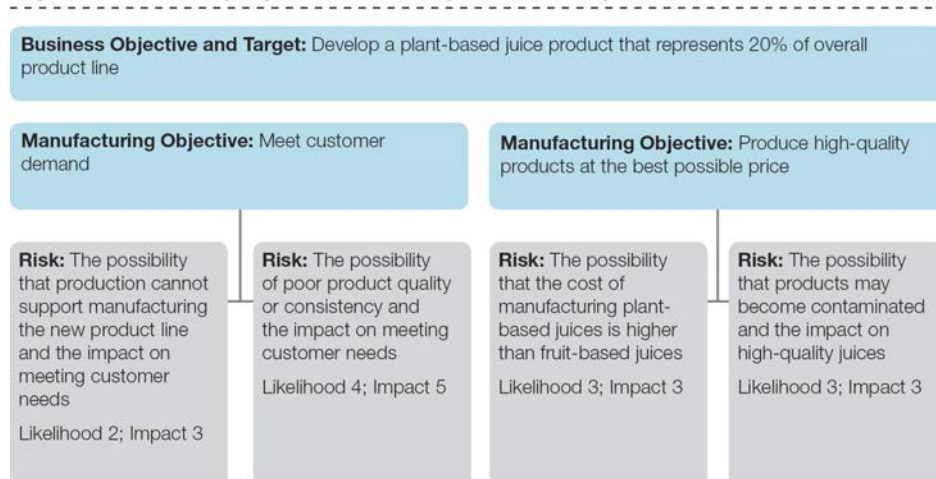 Business Objective and Target: Develop a plant-based juice product that represents 20% of overall
product line
Manufacturing Objective: Meet customer
demand
Manufacturing Objective: Produce high-quality
products at the best possible price
Risk: The possibility
that production cannot
support manufacturing
the new product line
and the impact on
meeting customer
needs
Likelihood 2; Impact 3
Risk: The possibility
of poor product quality
or consistency and
the impact on meeting
customer needs
Likelihood 4; Impact 5
Risk: The possibility
that the cost of
manufacturing plant-
based juices is higher
than fruit-based juices
Likelihood 3; Impact 3
Risk: The possibility
that products may
become contaminated
and the impact on
high-quality juices
Likelihood 3; Impact 3